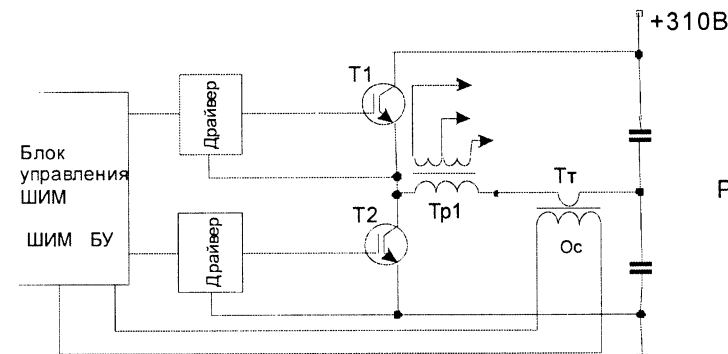 +310В
T1
Драйвер
Блок
управления
ШИМ
Тт
Р
Тр1
T2
ШИМ БУ
Драйвер
Ос